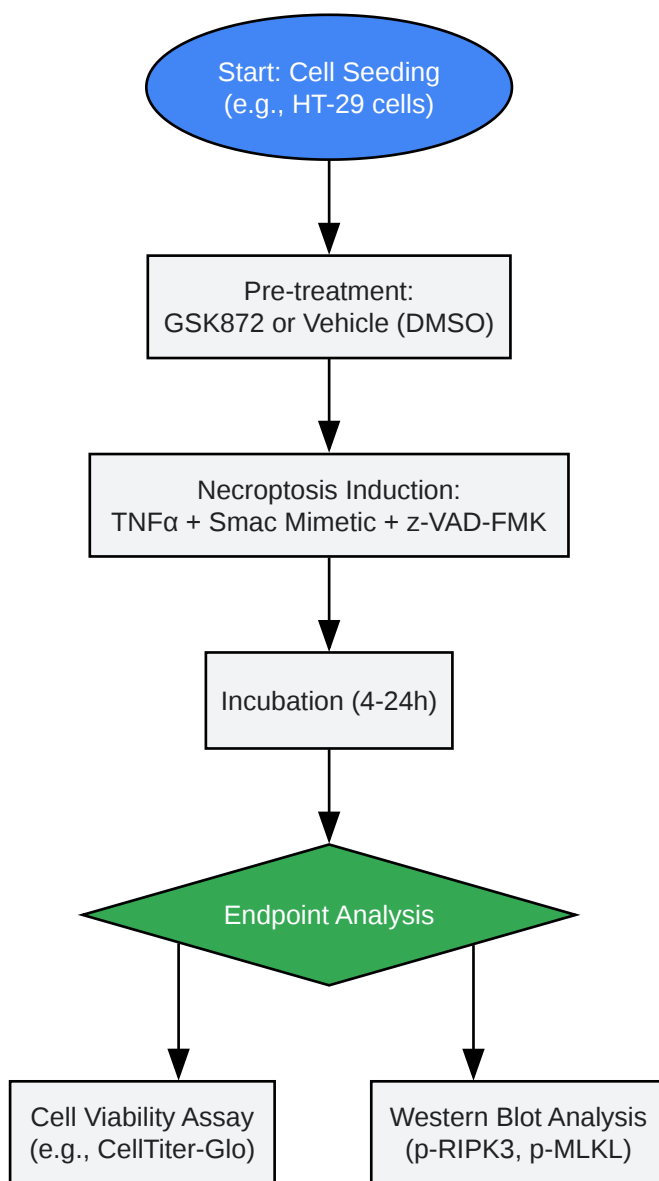 Start: Cell Seeding
(e.g., HT-29 cells)
Pre-treatment:
GSK872 or Vehicle (DMSO)
Necroptosis Induction:
TNFα + Smac Mimetic + z-VAD-FMK
Incubation (4-24h)
Endpoint Analysis
Cell Viability Assay
(e.g., CellTiter-Glo)
Western Blot Analysis
(p-RIPK3, p-MLKL)